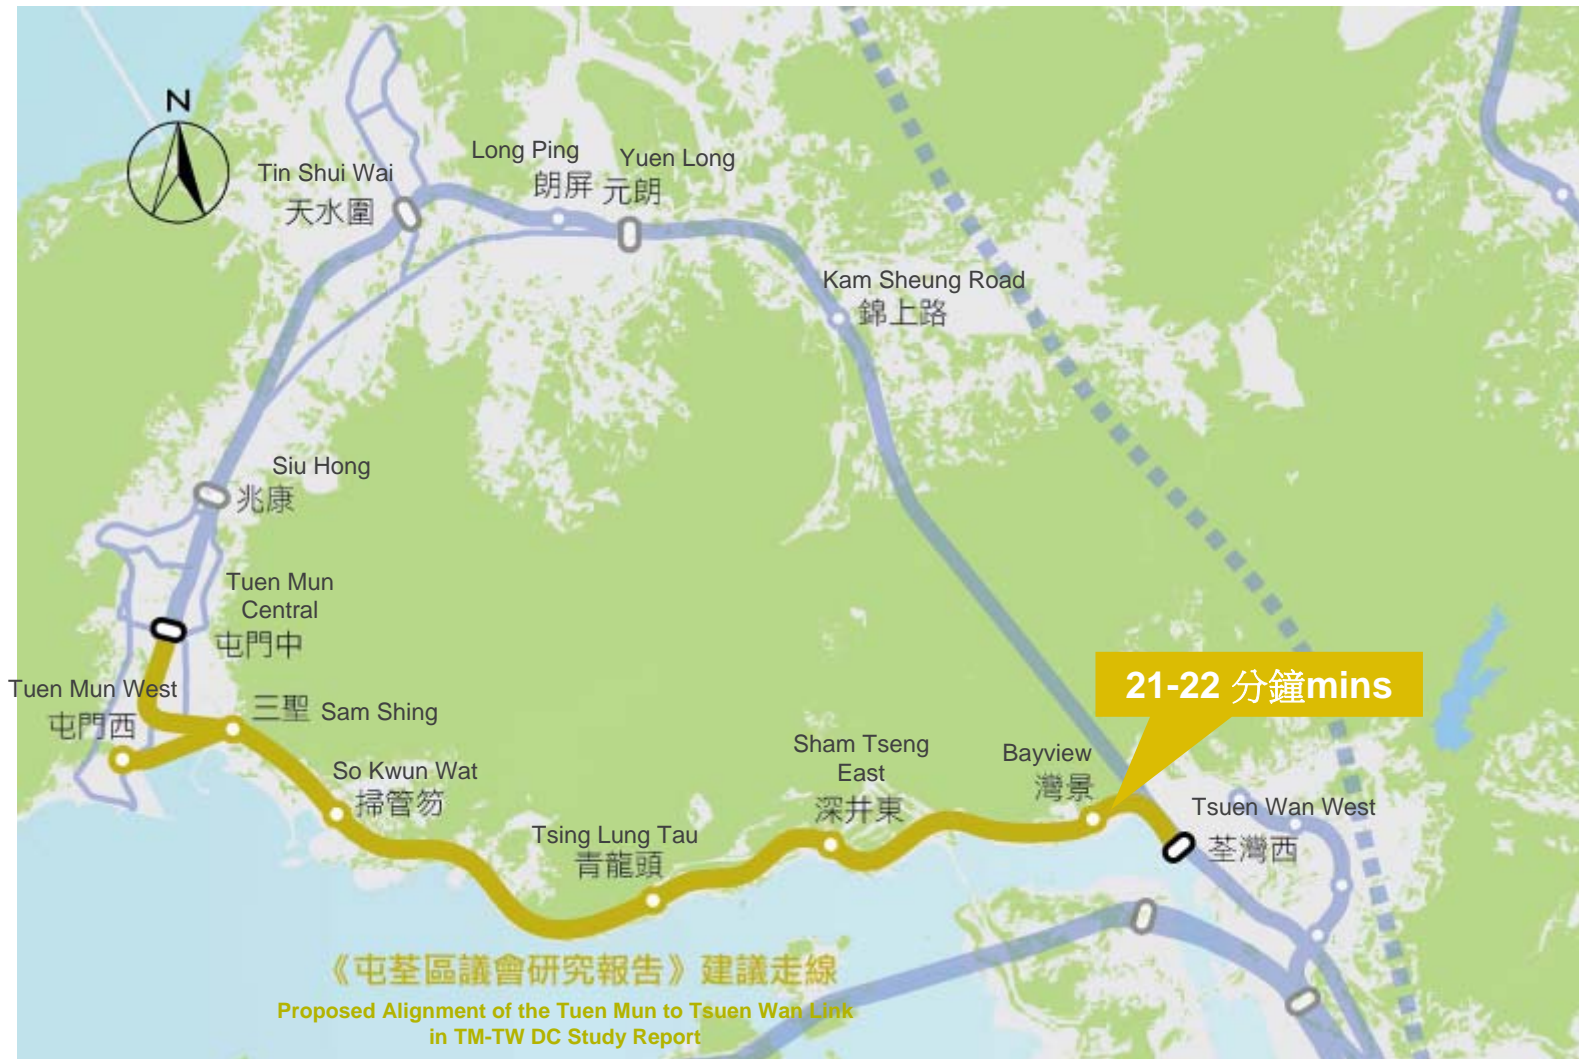 N
Tin Shui Wai
天水圍
Long Ping
朗屏
Yuen Long
元朗
Kam Sheung Road
錦上路
Siu Hong
兆康
Tuen Mun
Central
屯門中
Tuen Mun West
屯門西
三聖 Sam Shing
So Kwun Wat
掃管笏
Tsing Lung Tau
青龍頭
Sham Tseng
East
深井東
Bayview
灣景
21-22 分鐘mins
Tsuen Wan West
荃灣西
《屯荃區議會研究報告》建議走線
Proposed Alignment of the Tuen Mun to Tsuen Wan Link
in TM-TW DC Study Report